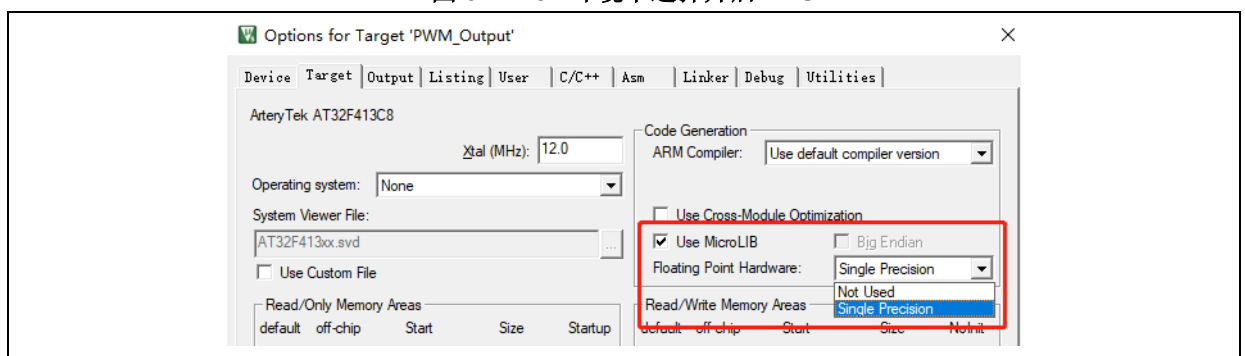 Options for Target 'PWM_Output'
Device Target Output Listing User C/C++ Asm Linker Debug Utilities
ArteryTek AT32F413C8
Xtal (MHz): 12.0
Operating system: None
System Viewer File:
AT32F413xx.svd ...
Use Custom File
Code Generation
ARM Compiler: Use default compiler version
Use Cross-Module Optimization
Use MicroLIB Big Endian
Floating Point Hardware: Single Precision
Not Used
Single Precision
Read/Only Memory Areas
default off-chip Start Size Startup
Read/Write Memory Areas
default off-chip Start Size NoInit